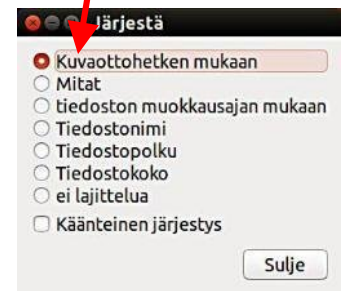 Järjestä
Kuvaottohetken mukaan
Mitat
tiedoston muokkausajan mukaan
Tiedostonimi
Tiedostopolku
Tiedostokoko
ei lajittelua
Käänteinen järjestys
Sulje